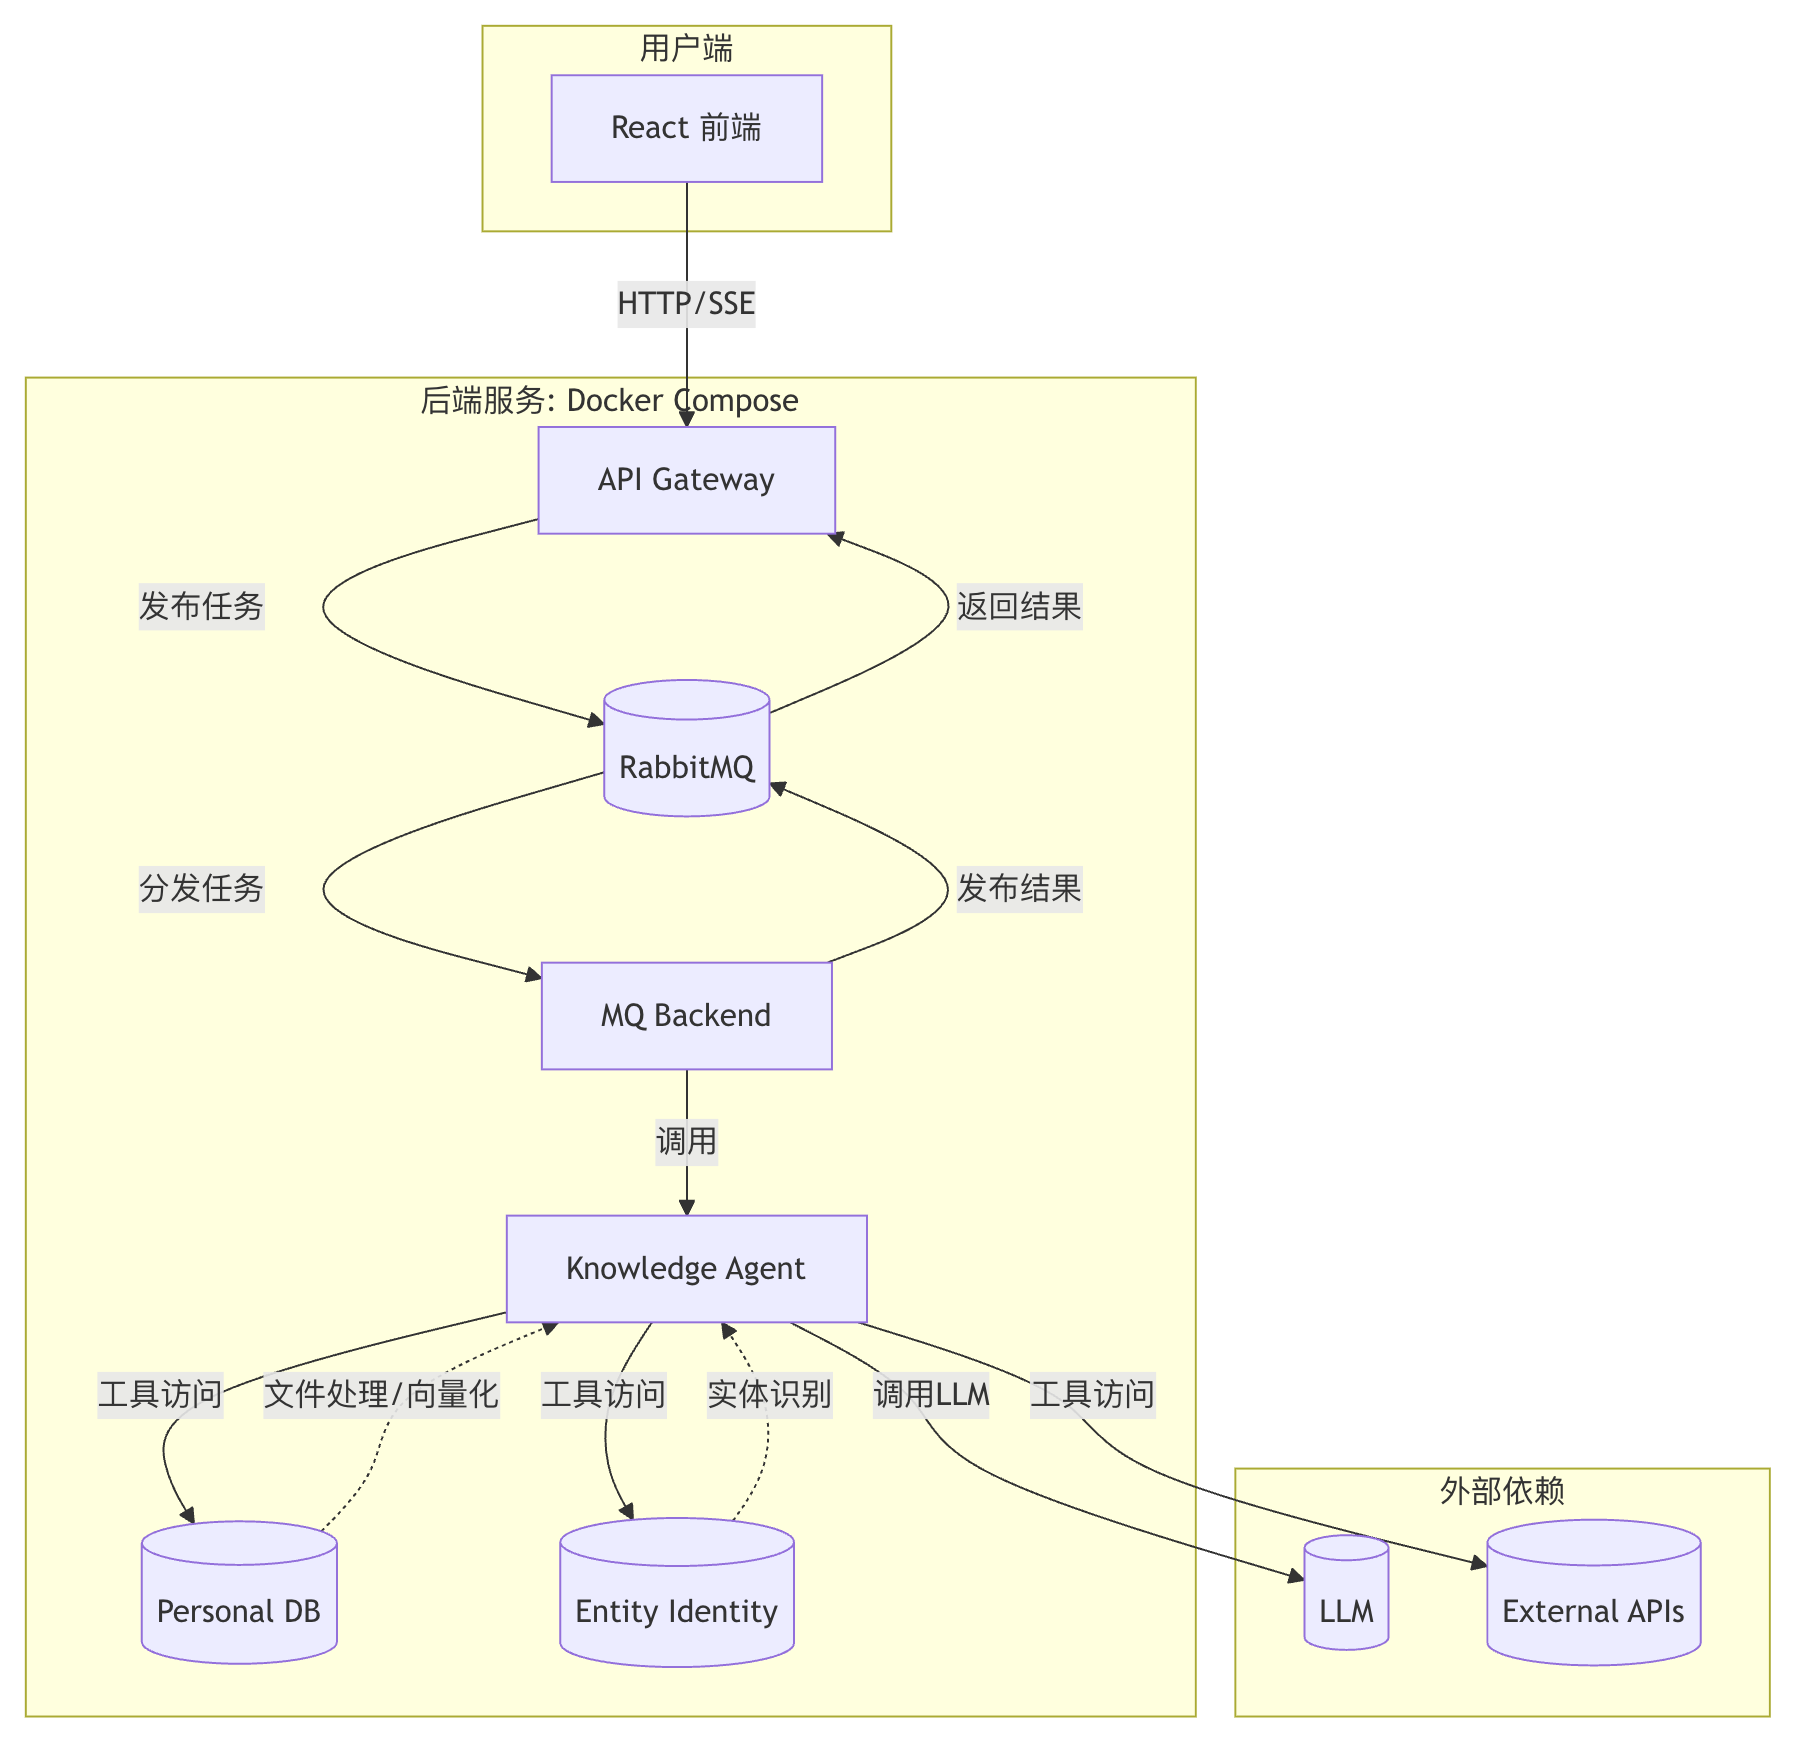 用户端
React 前端
HTTP/SSE
后端服务: Docker Compose
API Gateway
发布任务
返回结果
RabbitMQ
分发任务
发布结果
MQ Backend
调用
Knowledge Agent
工具访问
文件处理/向量化
工具访问
实体识别
调用LLM
工具访问
外部依赖
Personal DB
Entity Identity
LLM
External APIs